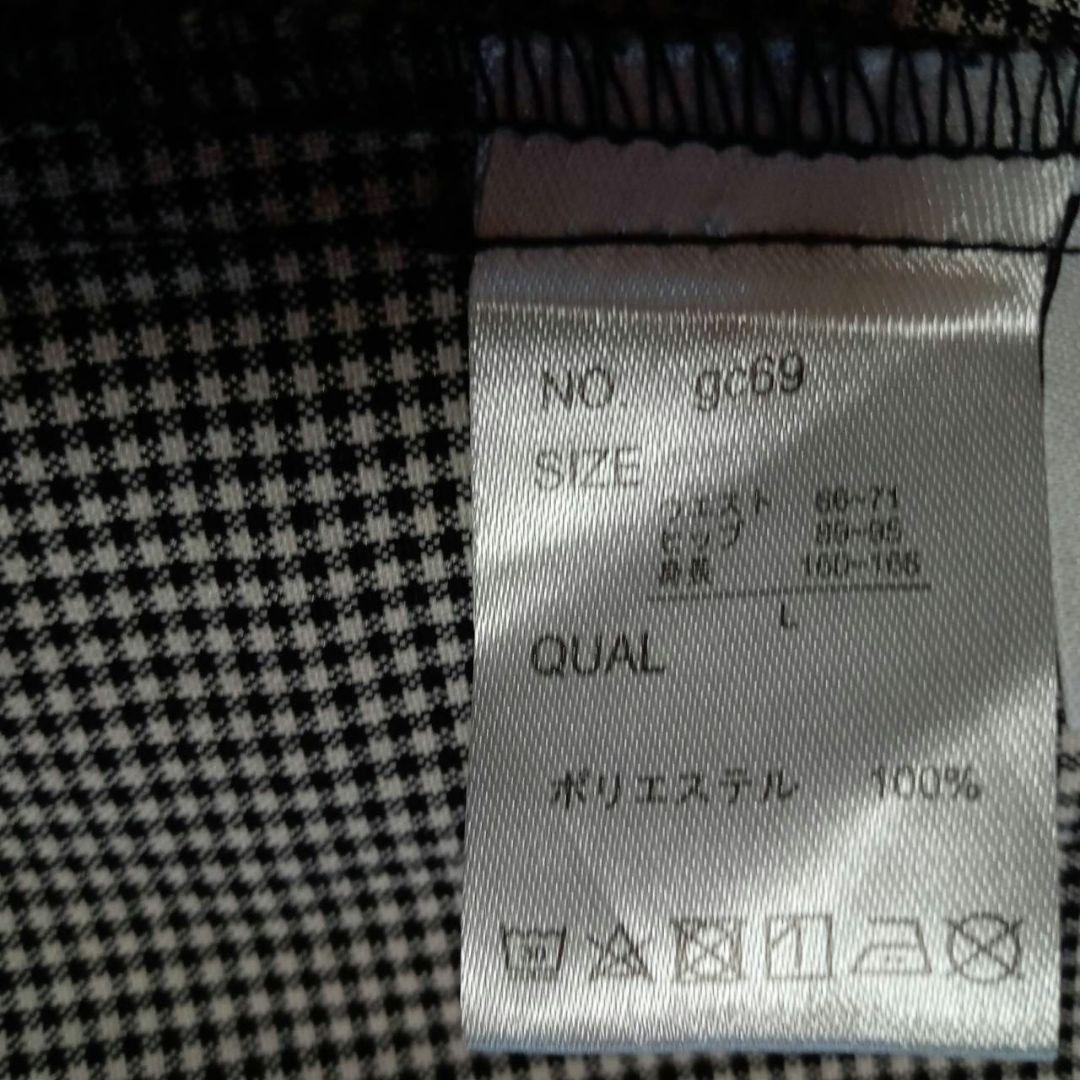 NO. gc69
SIZE
ウエスト 66~71
ヒップ 89~95
身長 160~168
L
QUAL
ポリエステル 100%